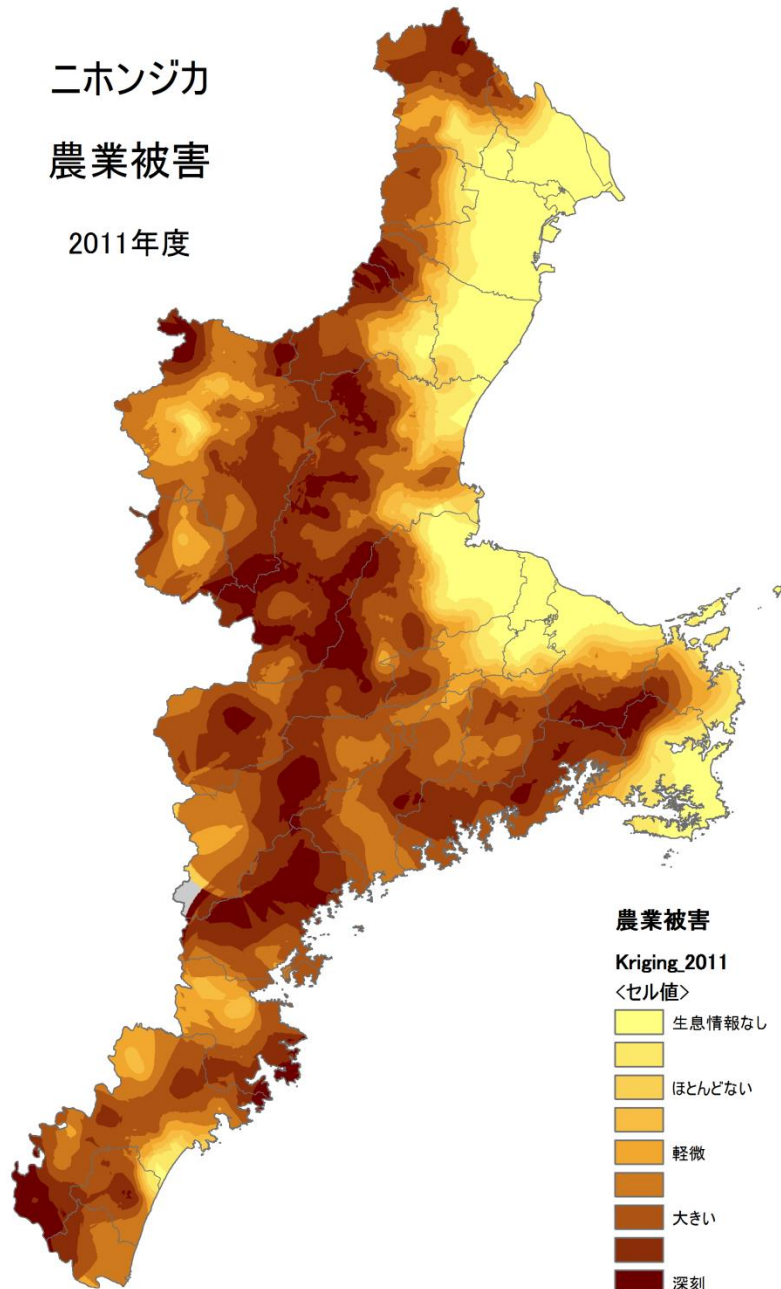 ニホンジカ
農業被害
2011年度
農業被害
Kriging_2011
<セル値>
生息情報なし
ほとんどない
軽微
大きい
深刻